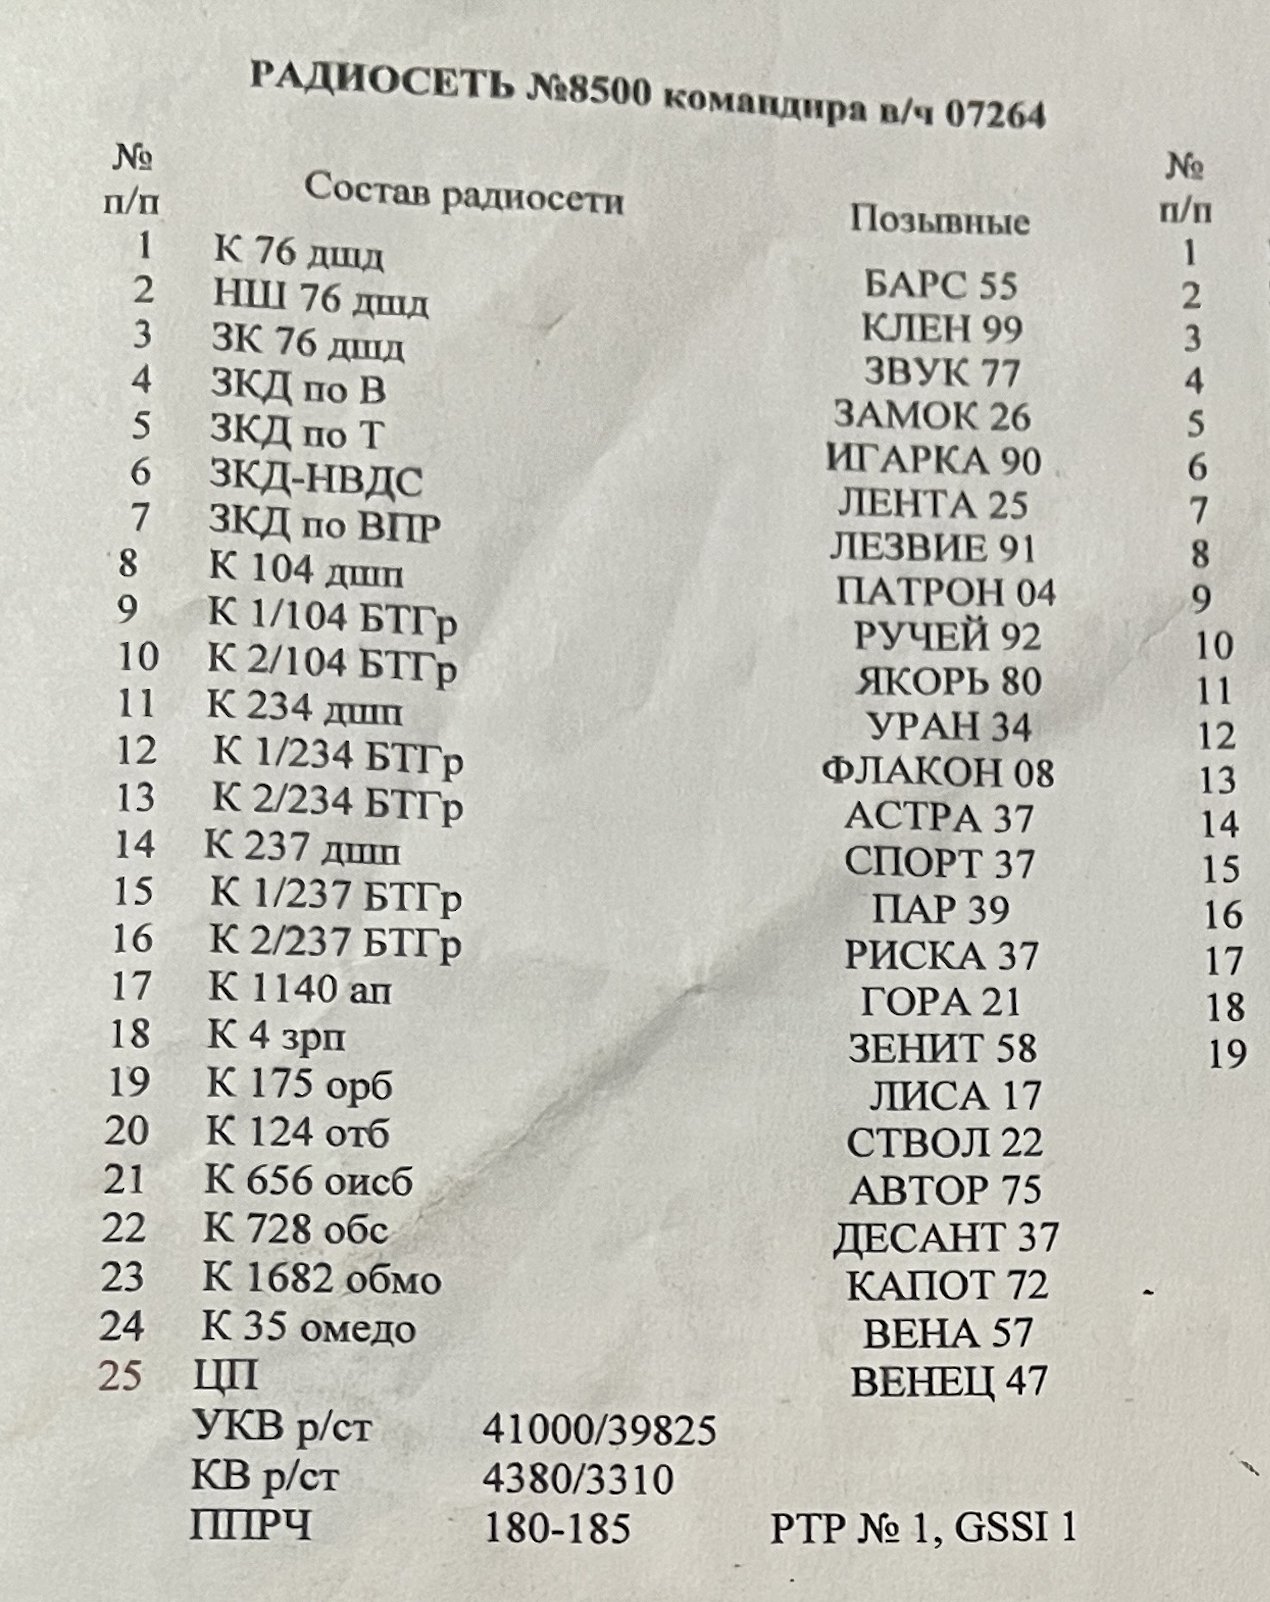 РАДИОСЕТЬ №8500 командира в/ч 07264
№ п/п Состав радиосети Позывные № п/п
1 К 76 дшд БАРС 55 1
2 НШ 76 дшд КЛЕН 99 2
3 ЗК 76 дшд ЗВУК 77 3
4 ЗКД по В ЗАМОК 26 4
5 ЗКД по Т ИГАРКА 90 5
6 ЗКД-НВДС ЛЕНТА 25 6
7 ЗКД по ВПР ЛЕЗВИЕ 91 7
8 К 104 дшп ПАТРОН 04 8
9 К 1/104 БТГр РУЧЕЙ 92 9
10 К 2/104 БТГр ЯКОРЬ 80 10
11 К 234 дшп УРАН 34 11
12 К 1/234 БТГр ФЛАКОН 08 12
13 К 2/234 БТГр АСТРА 37 13
14 К 237 дшп СПОРТ 37 14
15 К 1/237 БТГр ПАР 39 15
16 К 2/237 БТГр РИСКА 37 16
17 К 1140 ап ГОРА 21 17
18 К 4 зрп ЗЕНИТ 58 18
19 К 175 орб ЛИСА 17 19
20 К 124 отб СТВОЛ 22
21 К 656 оисб АВТОР 75
22 К 728 обс ДЕСАНТ 37
23 К 1682 обмо КАПОТ 72
24 К 35 омедо ВЕНА 57
25 ЦП ВЕНЕЦ 47
УКВ р/ст 41000/39825
КВ р/ст 4380/3310
ППРЧ 180-185 РТР № 1, GSSI 1